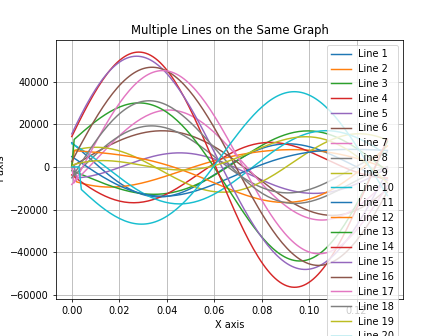 Multiple Lines on the Same Graph
40000
20000
0
−20000
−40000
−60000
0.00
0.02
0.04
0.06
0.08
0.10
X axis
Line 1
Line 2
Line 3
Line 4
Line 5
Line 6
Line 7
Line 8
Line 9
Line 10
Line 11
Line 12
Line 13
Line 14
Line 15
Line 16
Line 17
Line 18
Line 19
Line 20